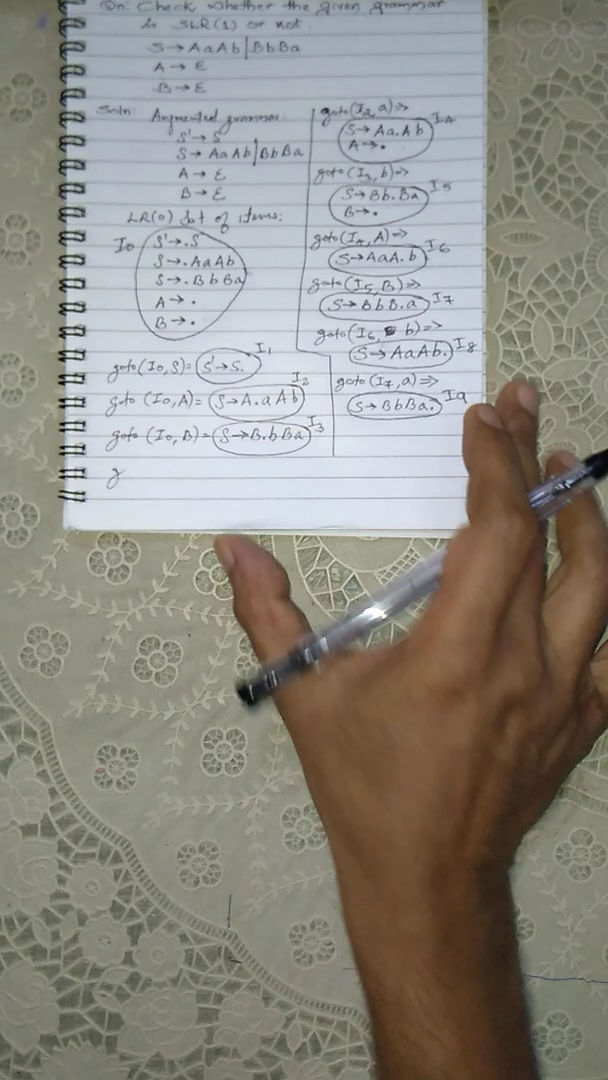 Qn: Check whether the given grammar
is SLR(1) or not.
S → AaAb | BbBa
A → ε
B → ε
Soln: Augmented grammar:
S' → S
S → AaAb | BbBa
A → ε
B → ε
LR(0) set of items:
I0
S' → .S
S → .AaAb
S → .BbBa
A → .
B → .
goto(I0, S) = S' → S. I1
goto (I0, A) = S → A.aAb I2
goto (I0, B) = S → B.bBa I3
g
goto(I2, a) =>
S → Aa.Ab I4
A → .
goto(I3, b) =>
S → Bb.Ba I5
B → .
goto(I4, A) =>
S → AaA.b I6
goto(I5, B) =>
S → BbB.a I7
goto(I6, b) =>
S → AaAb. I8
goto(I7, a) =>
S → BbBa. I9